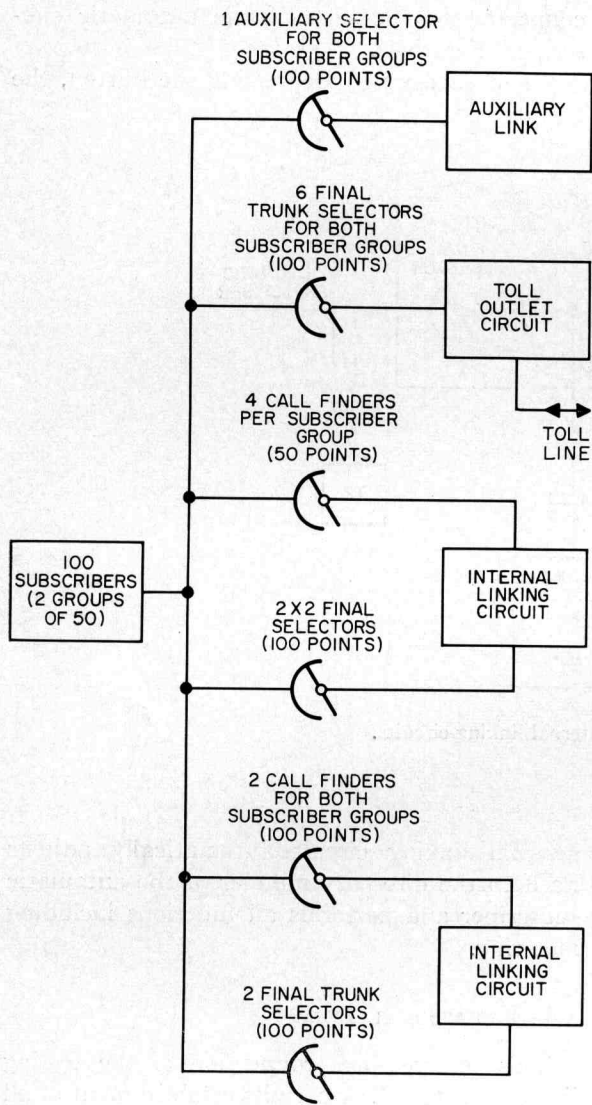 1 AUXILIARY SELECTOR
FOR BOTH
SUBSCRIBER GROUPS
(100 POINTS)
AUXILIARY
LINK
6 FINAL
TRUNK SELECTORS
FOR BOTH
SUBSCRIBER GROUPS
(100 POINTS)
TOLL
OUTLET
CIRCUIT
TOLL
LINE
4 CALL FINDERS
PER SUBSCRIBER
GROUP
(50 POINTS)
100
SUBSCRIBERS
(2 GROUPS
OF 50)
INTERNAL
LINKING
CIRCUIT
2X2 FINAL
SELECTORS
(100 POINTS)
2 CALL FINDERS
FOR BOTH
SUBSCRIBER GROUPS
(100 POINTS)
INTERNAL
LINKING
CIRCUIT
2 FINAL TRUNK
SELECTORS
(100 POINTS)